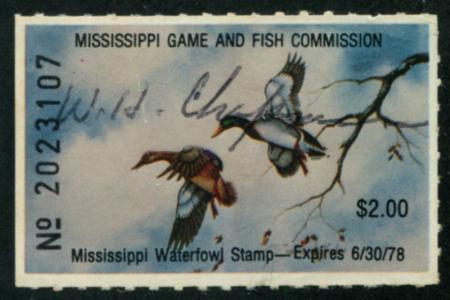 MISSISSIPPI GAME AND FISH COMMISSION
№ 2023107
W. H.
$2.00
Mississippi Waterfowl Stamp—Expires 6/30/78